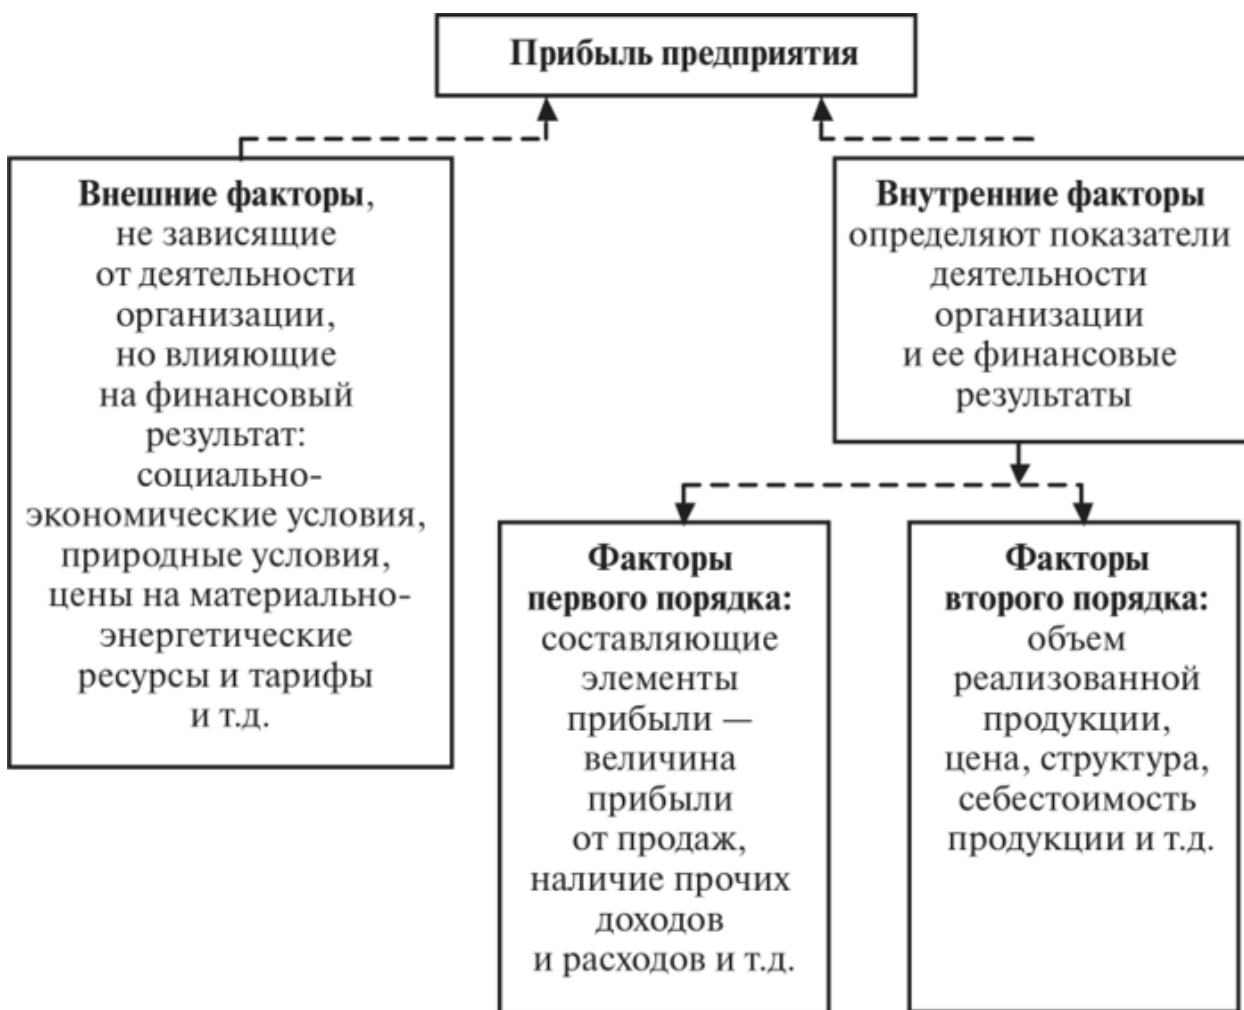 Прибыль предприятия
Внешние факторы,
не зависящие
от деятельности
организации,
но влияющие
на финансовый
результат:
социально-
экономические условия,
природные условия,
цены на материально-
энергетические
ресурсы и тарифы
и т.д.
Внутренние факторы
определяют показатели
деятельности
организации
и ее финансовые
результаты
Факторы
первого порядка:
составляющие
элементы
прибыли —
величина
прибыли
от продаж,
наличие прочих
доходов
и расходов и т.д.
Факторы
второго порядка:
объем
реализованной
продукции,
цена, структура,
себестоимость
продукции и т.д.